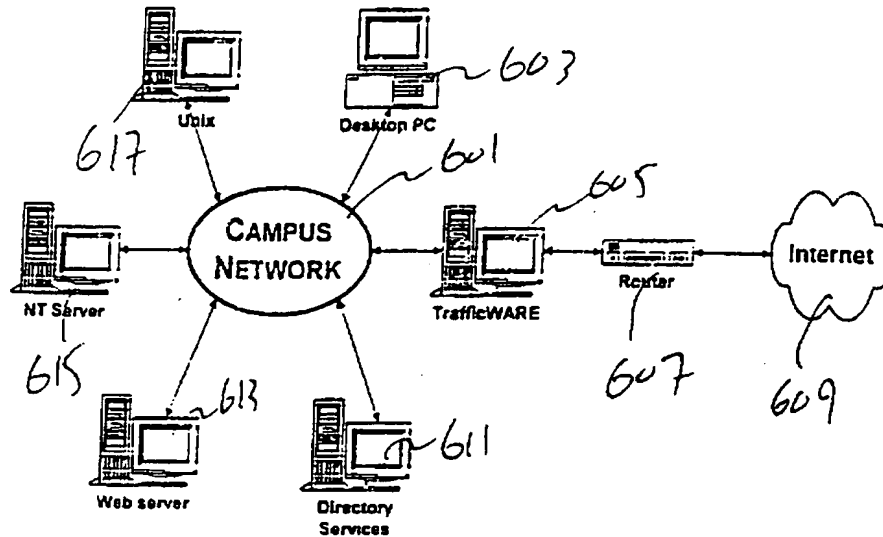 603
Unix
Desktop PC
617
601
605
CAMPUS
NETWORK
Internet
NT Server
TrafficWARE
Router
615
607
609
613
611
Web server
Directory
Services